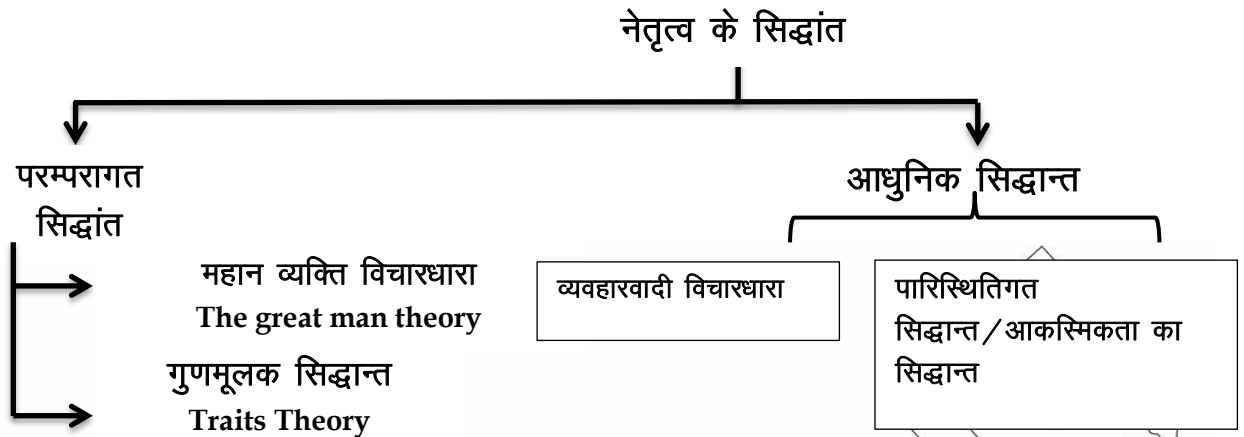 नेतृत्व के सिद्धांत
परम्परागत
सिद्धांत
आधुनिक सिद्धान्त
महान व्यक्ति विचारधारा
The great man theory
गुणमूलक सिद्धान्त
Traits Theory
व्यवहारवादी विचारधारा
पारिस्थितिगत
सिद्धान्त/आकस्मिकता का
सिद्धान्त